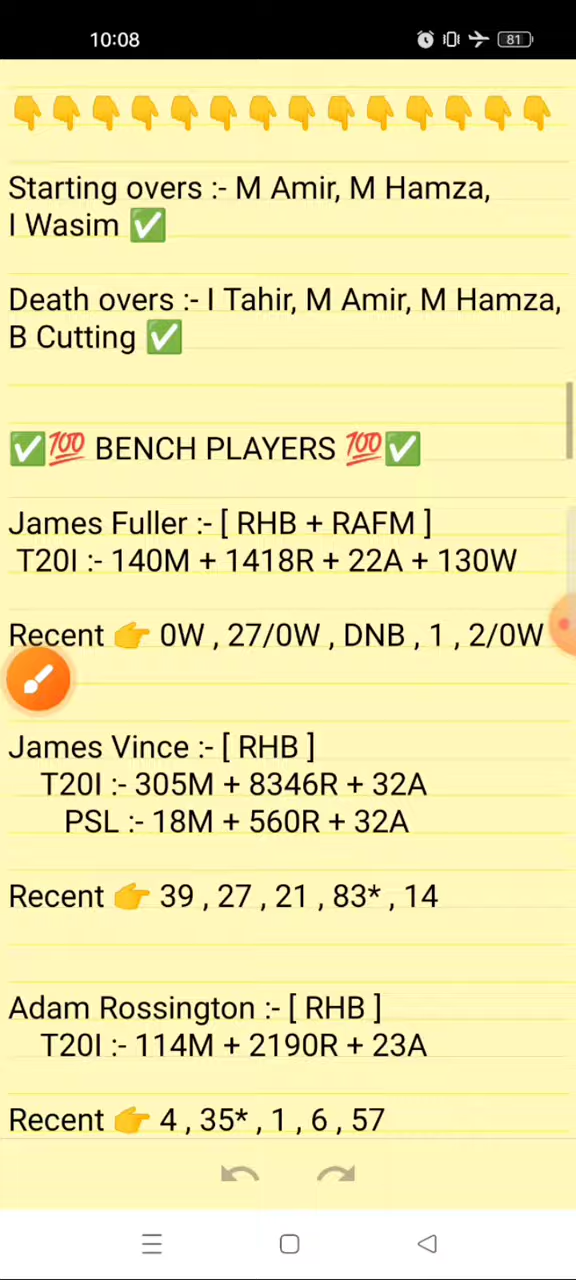 10:08
81
👇👇👇👇👇👇👇👇👇👇👇👇👇👇
Starting overs :- M Amir, M Hamza,
I Wasim ✅
Death overs :- I Tahir, M Amir, M Hamza,
B Cutting ✅
✅💯 BENCH PLAYERS 💯✅
James Fuller :- [ RHB + RAFM ]
T20I :- 140M + 1418R + 22A + 130W
Recent 👉 0W , 27/0W , DNB , 1 , 2/0W
James Vince :- [ RHB ]
T20I :- 305M + 8346R + 32A
PSL :- 18M + 560R + 32A
Recent 👉 39 , 27 , 21 , 83* , 14
Adam Rossington :- [ RHB ]
T20I :- 114M + 2190R + 23A
Recent 👉 4 , 35* , 1 , 6 , 57